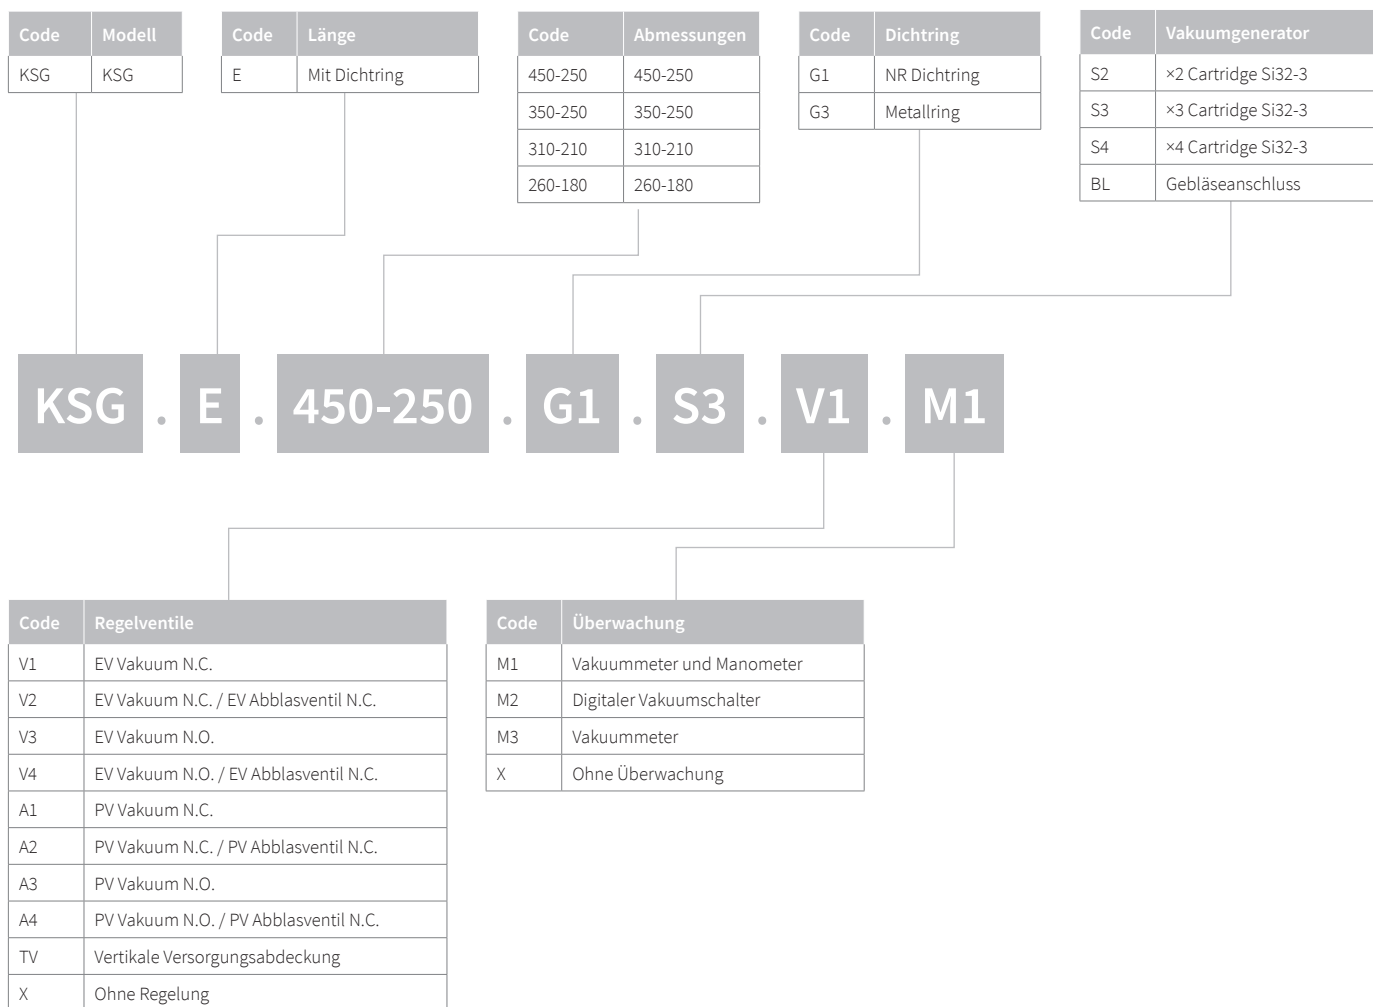 Code Modell
KSG KSG
Code Länge
E Mit Dichtring
Code Abmessungen
450-250 450-250
350-250 350-250
310-210 310-210
260-180 260-180
Code Dichtring
G1 NR Dichtring
G3 Metallring
Code Vakuumgenerator
S2 ×2 Cartridge Si32-3
S3 ×3 Cartridge Si32-3
S4 ×4 Cartridge Si32-3
BL Gebläseanschluss
KSG . E . 450-250 . G1 . S3 . V1 . M1
Code Regelventile
V1 EV Vakuum N.C.
V2 EV Vakuum N.C. / EV Abblasventil N.C.
V3 EV Vakuum N.O.
V4 EV Vakuum N.O. / EV Abblasventil N.C.
A1 PV Vakuum N.C.
A2 PV Vakuum N.C. / PV Abblasventil N.C.
A3 PV Vakuum N.O.
A4 PV Vakuum N.O. / PV Abblasventil N.C.
TV Vertikale Versorgungsabdeckung
X Ohne Regelung
Code Überwachung
M1 Vakuummeter und Manometer
M2 Digitaler Vakuumschalter
M3 Vakuummeter
X Ohne Überwachung